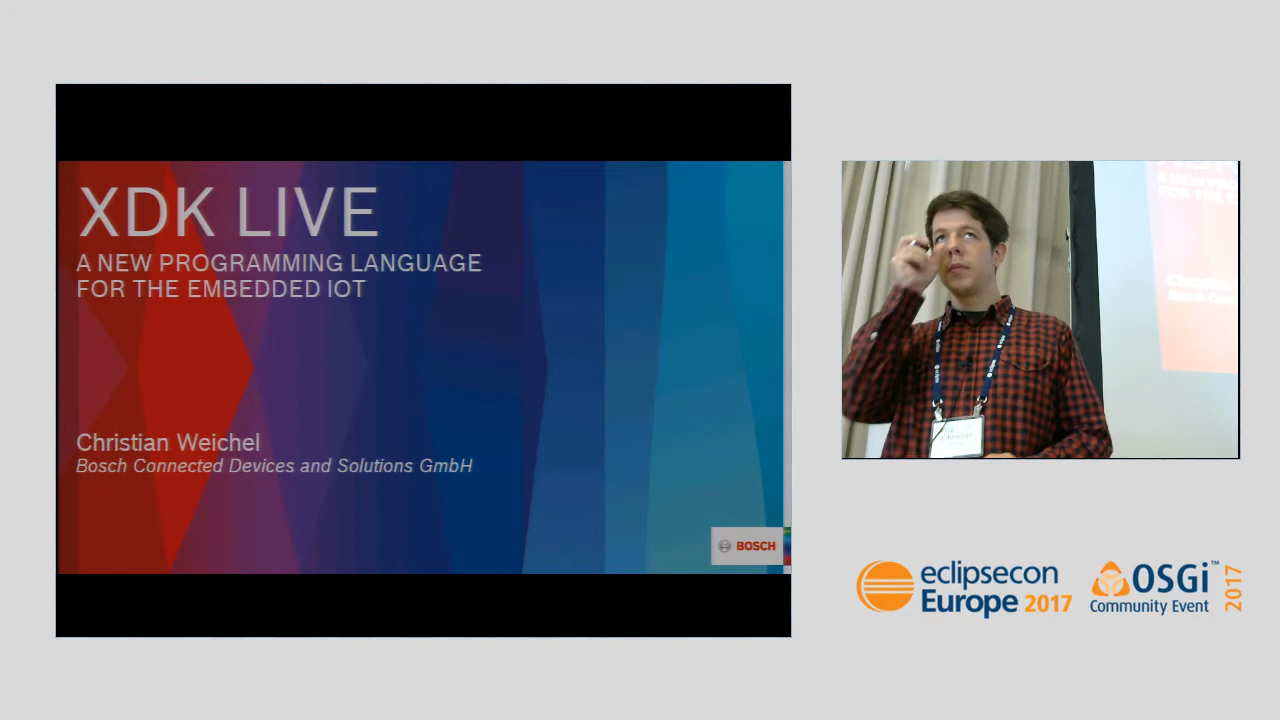 XDK LIVE
A NEW PROGRAMMING LANGUAGE
FOR THE EMBEDDED IOT
Christian Weichel
Bosch Connected Devices and Solutions GmbH
BOSCH
eclipsecon
Europe 2017
OSGi™
Community Event
2017